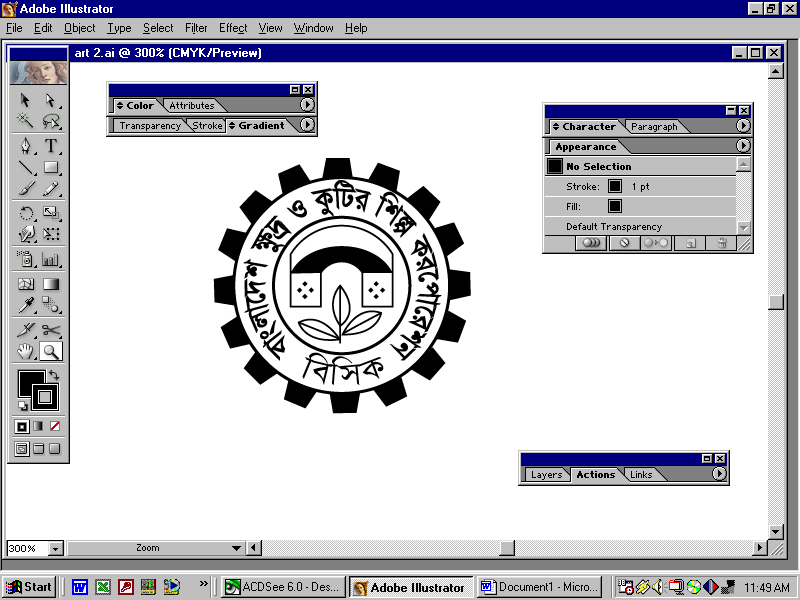 Adobe Illustrator
File Edit Object Type Select Filter Effect View Window Help
art 2.ai @ 300% (CMYK/Preview)
Color Attributes
Transparency Stroke Gradient
Character Paragraph
Appearance
No Selection
Stroke: 1 pt
Fill:
Default Transparency
বাংলাদেশ ক্ষুদ্র ও কুটির শিল্প করপোরেশন
বিসিক
Layers Actions Links
300% Zoom
Start » ACDSee 6.0 - Des... Adobe Illustrator Document1 - Micro... 11:49 AM